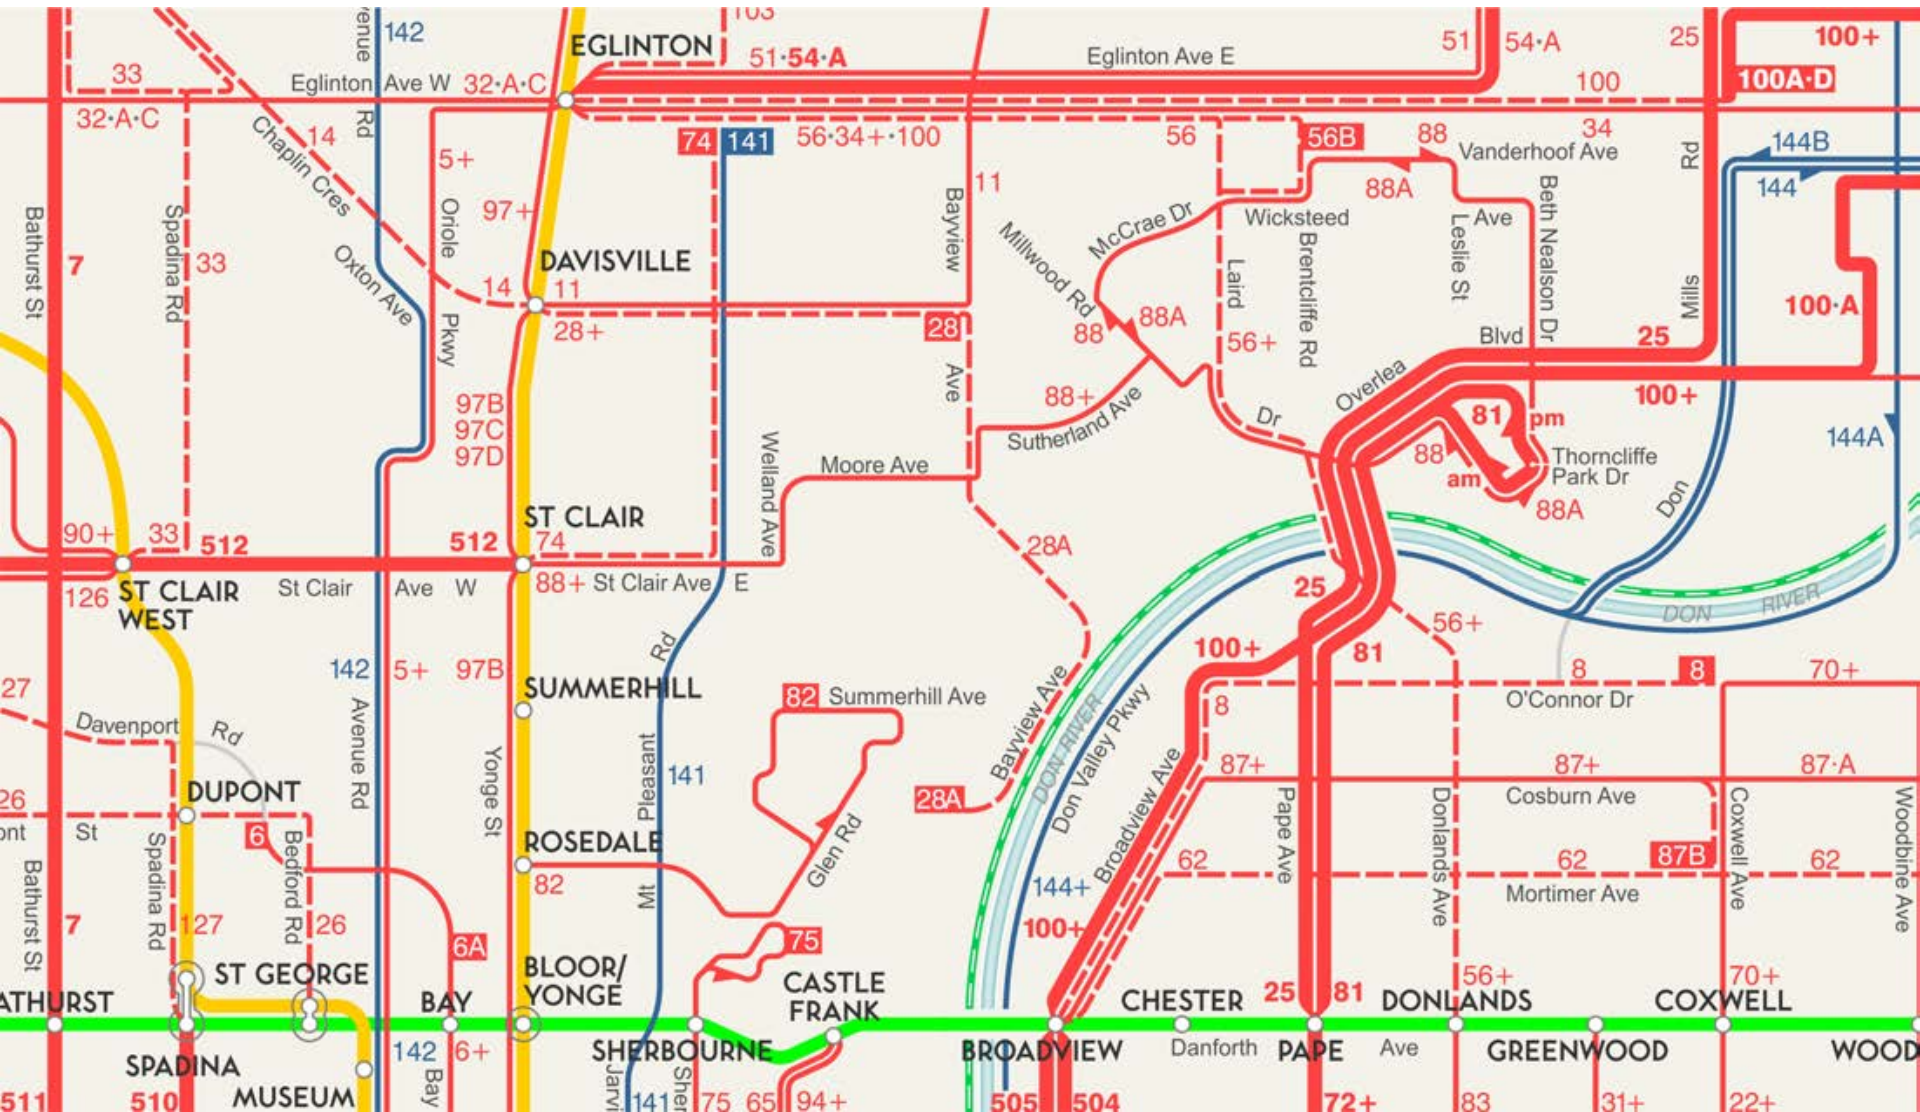 103
142
EGLINTON
51·54·A
Eglinton Ave E
51
54·A
25
100+
33
Eglinton Ave W
32·A·C
100
100A·D
32·A·C
Rd
Chaplin Cres
14
5+
74
141
56·34+·100
56
56B
88
34
144B
Vanderhoof Ave
Rd
144
88A
11
Bayview
97+
Oriole
Bathurst St
Spadina Rd
7
33
Oxton Ave
DAVISVILLE
14
11
28+
28
Pkwy
Millwood Rd
McCrae Dr
Wicksteed
Ave
Laird
Brentcliffe Rd
Leslie St
Beth Nealson Dr
Mills
88
88A
56+
Blvd
25
100·A
100+
97B
97C
97D
Ave
88+
Sutherland Ave
Overlea
Dr
81
pm
88
am
Thorncliffe
Park Dr
88A
144A
Don
Welland Ave
Moore Ave
90+
33
512
512
ST CLAIR
74
28A
126
ST CLAIR
WEST
St Clair
Ave
W
88+
St Clair Ave
E
25
DON
RIVER
56+
27
142
5+
97B
SUMMERHILL
Rd
82
Summerhill Ave
100+
81
8
8
8
70+
O'Connor Dr
Davenport
Rd
Avenue Rd
Yonge St
Mt
Pleasant
141
Bayview Ave
DON RIVER
Don Valley Pkwy
Broadview Ave
28A
87+
87+
87·A
Cosburn Ave
26
DUPONT
ont
St
6
Bedford Rd
ROSEDALE
82
Glen Rd
144+
62
62
87B
62
Mortimer Ave
Pape Ave
Donlands Ave
Coxwell Ave
Woodbine Ave
Bathurst St
7
Spadina Rd
127
26
6A
75
100+
56+
70+
ATHURST
ST GEORGE
BAY
BLOOR/
YONGE
CASTLE
FRANK
CHESTER
25
81
DONLANDS
COXWELL
SPADINA
MUSEUM
142
6+
Bay
SHERBOURNE
BROADVIEW
Danforth
PAPE
Ave
GREENWOOD
WOOD
511
510
Jarvi
141
Sher
75
65
94+
505
504
72+
83
31+
22+